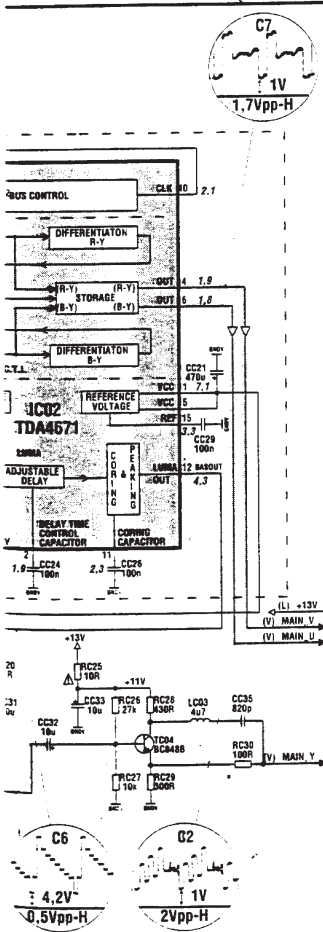 C7
1V
1,7Vpp-H
BUS CONTROL
CLK 10 2.1
DIFFERENTIATON
R-Y
(R-Y) (R-Y)
STORAGE
(B-Y) (B-Y)
OUT 4 1,9
OUT 6 1,8
DIFFERENTIATON
B-Y
C.T.I.
CC21
470u
VCC 1 7,1
VCC 5
REFERENCE
VOLTAGE
REF 15
3.3
CC29
100n
IC02
TDA4671
LUMA
ADJUSTABLE
DELAY
CORING
&
PEAKING
LUMA 12 BASOUT
OUT 4,3
DELAY TIME
CONTROL
CAPACITOR
CORING
CAPACITOR
2
11
1,9
CC24
100n
2,3
CC26
100n
(L) +13V
(V) MAIN_V
(V) MAIN_U
+13V
RC25
10R
+11V
CC33
10u
RC26
27k
RC28
430R
LC03
4u7
CC35
820p
CC32
10u
TC04
BC848B
RC30
100R
(V) MAIN_Y
RC27
10k
RC29
300R
C6
4,2V
0,5Vpp-H
G2
1V
2Vpp-H